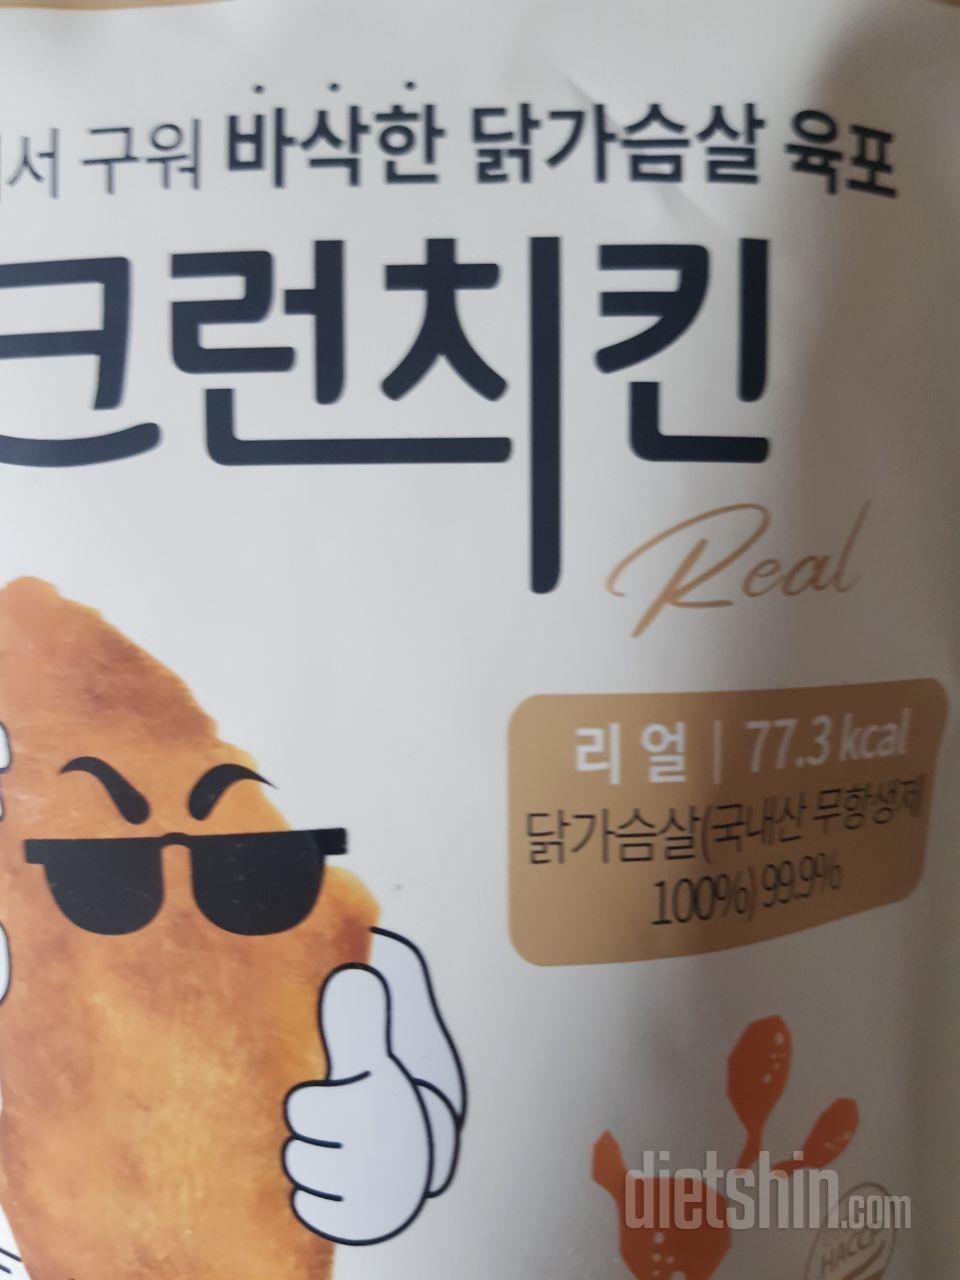 서 구워 바삭한 닭가슴살 육포
크런치킨
Real
리얼 | 77.3 kcal
닭가슴살(국내산 무항생제
100%) 99.9%
dietshin.com
HACCP